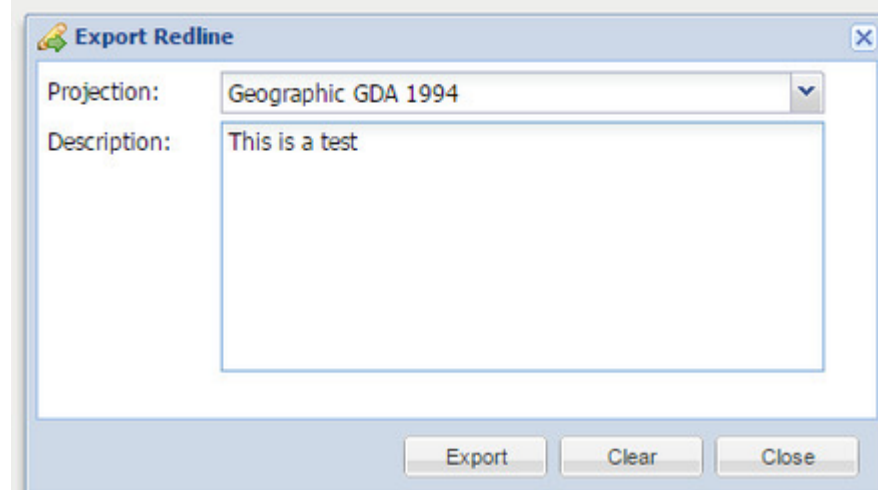 Export Redline
Projection: Geographic GDA 1994
Description: This is a test
Export Clear Close